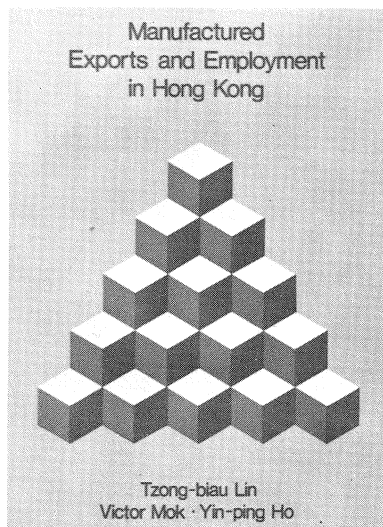 Manufactured
Exports and Employment
in Hong Kong
Tzong-biau Lin
Victor Mok · Yin-ping Ho